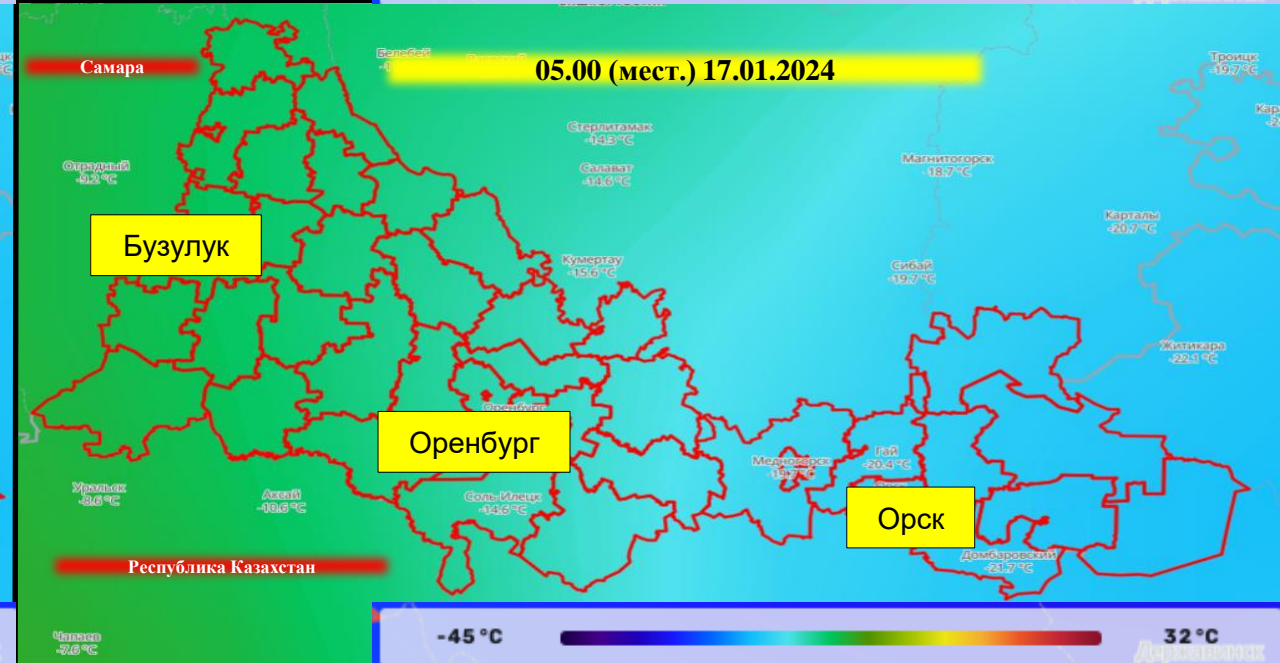 Самара
Белебей
05.00 (мест.) 17.01.2024
Троицк
-19.7 °C
Стерлитамак
-14.3 °C
Магнитогорск
-18.7 °C
Отрадный
-9.2 °C
Салават
-14.6 °C
Карталы
-20.7 °C
Бузулук
Кумертау
-15.6 °C
Сибай
-19.7 °C
Житикара
-22.1 °C
Оренбург
Оренбург
Медногорск
Гай
-20.4 °C
Уральск
-8.6 °C
Аксай
-10.6 °C
Соль-Илецк
-14.6 °C
Орск
Домбаровский
-21.7 °C
Республика Казахстан
Чапаев
-7.6 °C
-45 °C
32 °C
Державинск